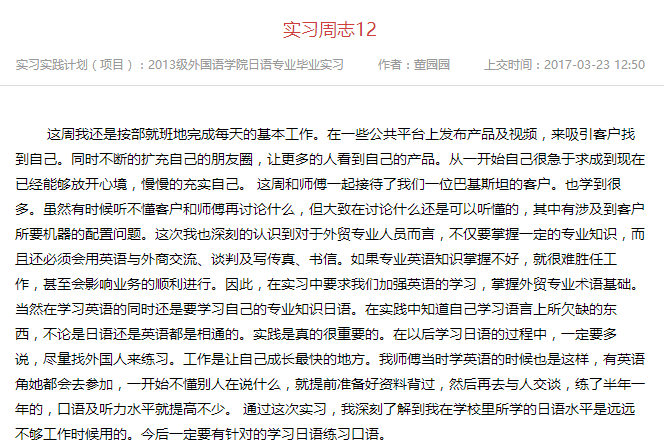 实习周志12
实习实践计划（项目）：2013级外国语学院日语专业毕业实习 作者：董园园 上交时间：2017-03-23 12:50
这周我还是按部就班地完成每天的基本工作。在一些公共平台上发布产品及视频，来吸引客户找
到自己。同时不断的扩充自己的朋友圈，让更多的人看到自己的产品。从一开始自己很急于求成到现在
已经能够放开心境，慢慢的充实自己。 这周和师傅一起接待了我们一位巴基斯坦的客户。也学到很
多。虽然有时候听不懂客户和师傅再讨论什么，但大致在讨论什么还是可以听懂的，其中有涉及到客户
所要机器的配置问题。这次我也深刻的认识到对于外贸专业人员而言，不仅要掌握一定的专业知识，而
且还必须会用英语与外商交流、谈判及写传真、书信。如果专业英语知识掌握不好，就很难胜任工
作，甚至会影响业务的顺利进行。因此，在实习中要求我们加强英语的学习，掌握外贸专业术语基础。
当然在学习英语的同时还是要学习自己的专业知识日语。在实践中知道自己学习语言上所欠缺的东
西，不论是日语还是英语都是相通的。实践是真的很重要的。在以后学习日语的过程中，一定要多
说，尽量找外国人来练习。工作是让自己成长最快的地方。我师傅当时学英语的时候也是这样，有英语
角她都会去参加，一开始不懂别人在说什么，就提前准备好资料背过，然后再去与人交谈，练了半年一
年的，口语及听力水平就提高不少。 通过这次实习，我深刻了解到我在学校里所学的日语水平是远远
不够工作时候用的。今后一定要有针对的学习日语练习口语。